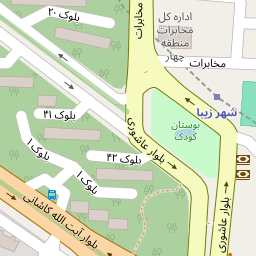 بلوک ۲۰
مخابرات
اداره کل
مخابرات
منطقه
چهار
مخابرات
شهر زیبا
بلوک ۴۱
بلوار عاشوری
بوستان
کودک
بلوک ۴۲
بلوک ۱
بلوک ۱
بلوار آیت الله کاشانی
بلوار عاشوری